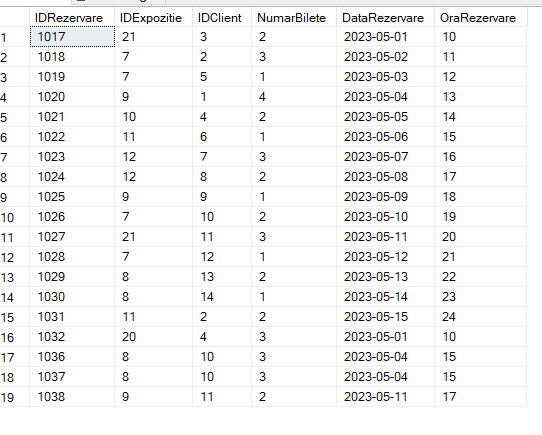 IDRezervare IDExpozitie IDClient NumarBilete DataRezervare OraRezervare
1 1017 21 3 2 2023-05-01 10
2 1018 7 2 3 2023-05-02 11
3 1019 7 5 1 2023-05-03 12
4 1020 9 1 4 2023-05-04 13
5 1021 10 4 2 2023-05-05 14
6 1022 11 6 1 2023-05-06 15
7 1023 12 7 3 2023-05-07 16
8 1024 12 8 2 2023-05-08 17
9 1025 9 9 1 2023-05-09 18
10 1026 7 10 2 2023-05-10 19
11 1027 21 11 3 2023-05-11 20
12 1028 7 12 1 2023-05-12 21
13 1029 8 13 2 2023-05-13 22
14 1030 8 14 1 2023-05-14 23
15 1031 11 2 2 2023-05-15 24
16 1032 20 4 3 2023-05-01 10
17 1036 8 10 3 2023-05-04 15
18 1037 8 10 3 2023-05-04 15
19 1038 9 11 2 2023-05-11 17